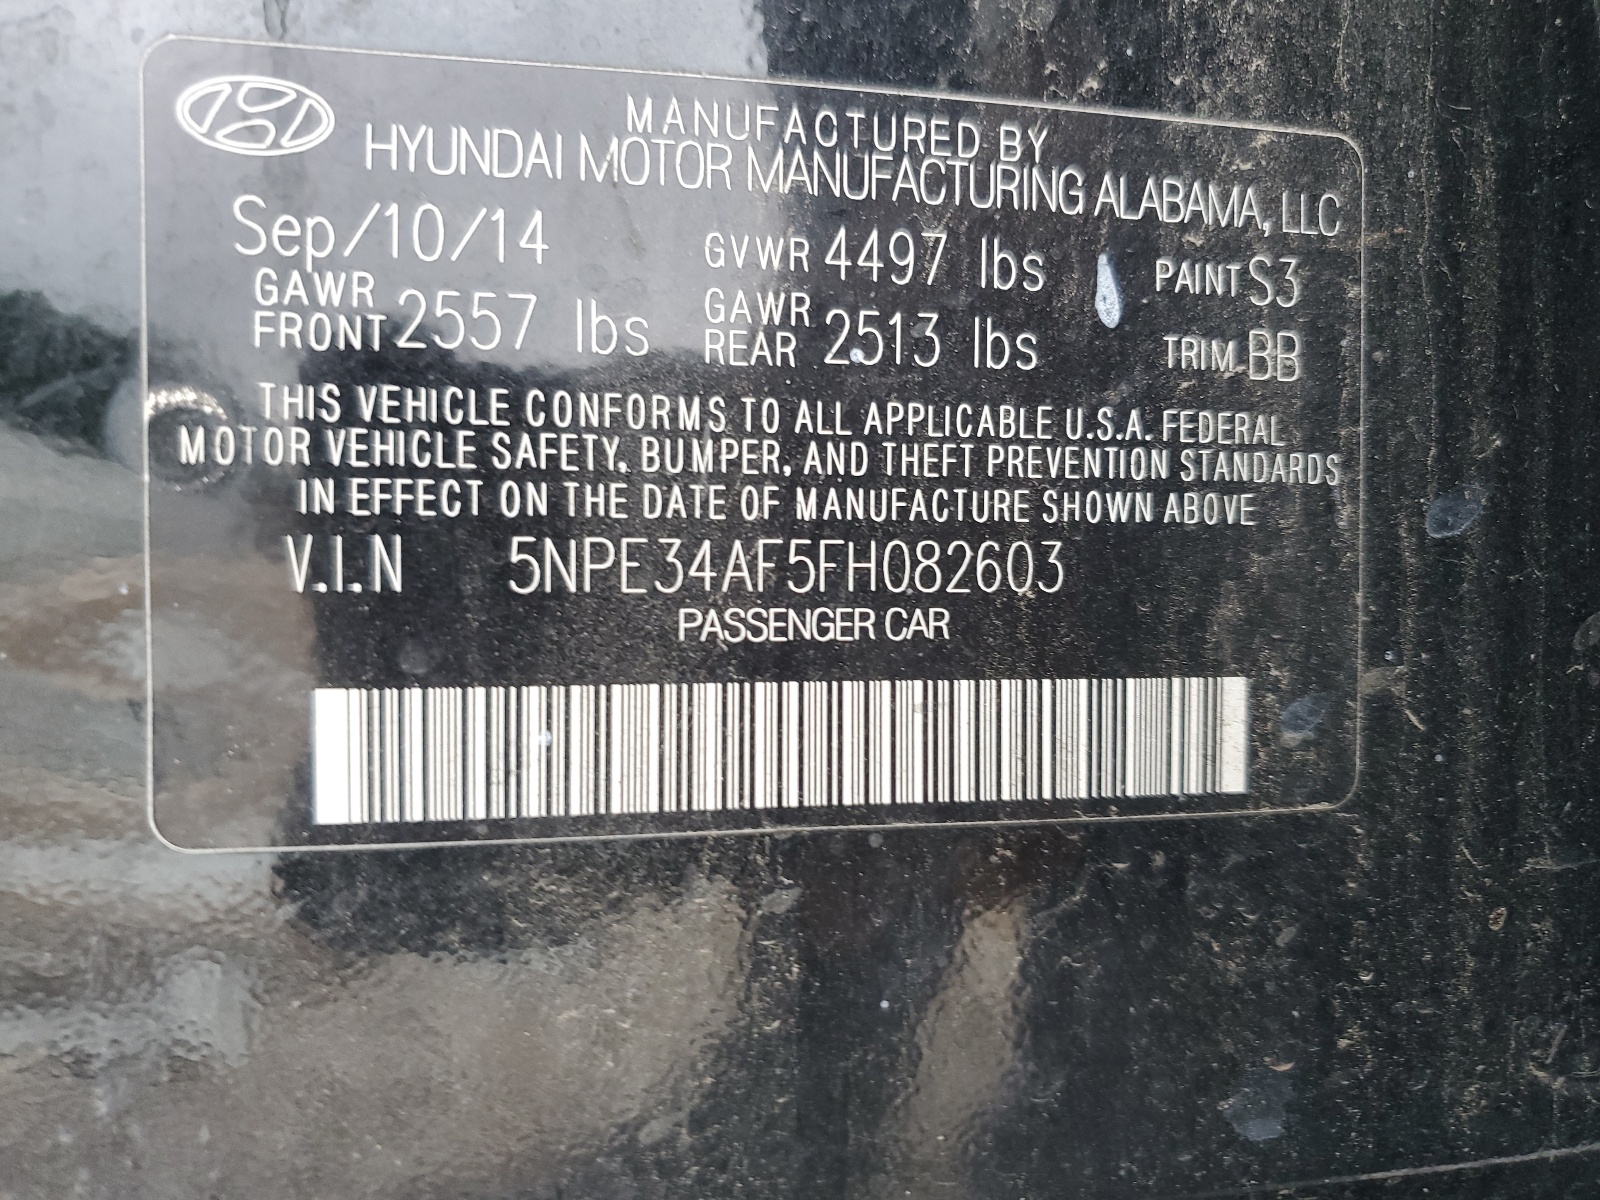 MANUFACTURED BY
HYUNDAI MOTOR MANUFACTURING ALABAMA, LLC
Sep/10/14 GVWR 4497 lbs PAINT S3
GAWR FRONT 2557 lbs GAWR REAR 2513 lbs TRIM BB
THIS VEHICLE CONFORMS TO ALL APPLICABLE U.S.A. FEDERAL
MOTOR VEHICLE SAFETY, BUMPER, AND THEFT PREVENTION STANDARDS
IN EFFECT ON THE DATE OF MANUFACTURE SHOWN ABOVE
V.I.N 5NPE34AF5FH082603
PASSENGER CAR